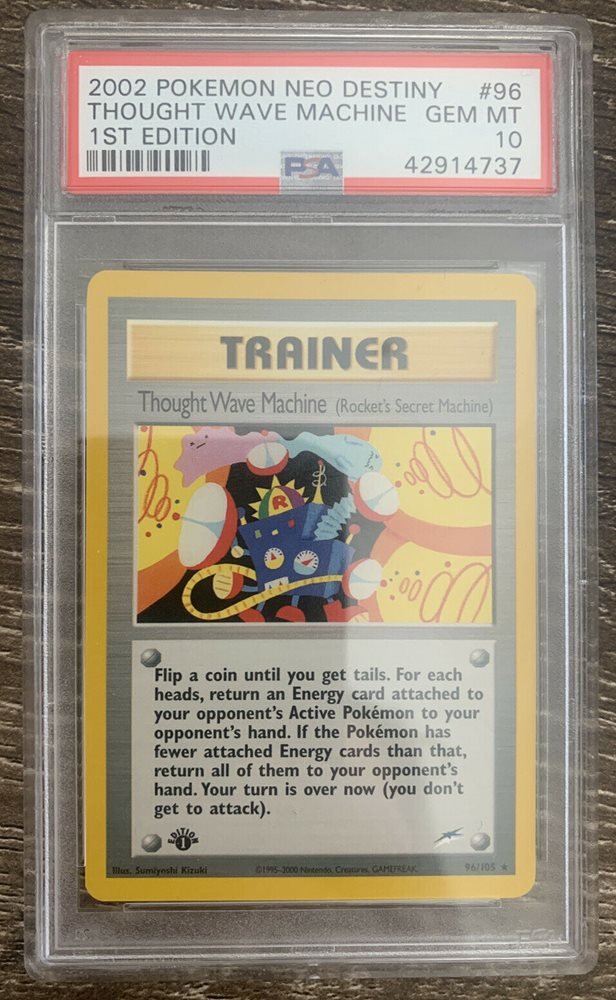 2002 POKEMON NEO DESTINY #96
THOUGHT WAVE MACHINE GEM MT
1ST EDITION 10
PSA 42914737
TRAINER
Thought Wave Machine (Rocket's Secret Machine)
R
Flip a coin until you get tails. For each
heads, return an Energy card attached to
your opponent's Active Pokémon to your
opponent's hand. If the Pokémon has
fewer attached Energy cards than that,
return all of them to your opponent's
hand. Your turn is over now (you don't
get to attack).
EDITION
1
Illus. Sumiyoshi Kizuki ©1995-2000 Nintendo, Creatures, GAMEFREAK. 96/105 ★